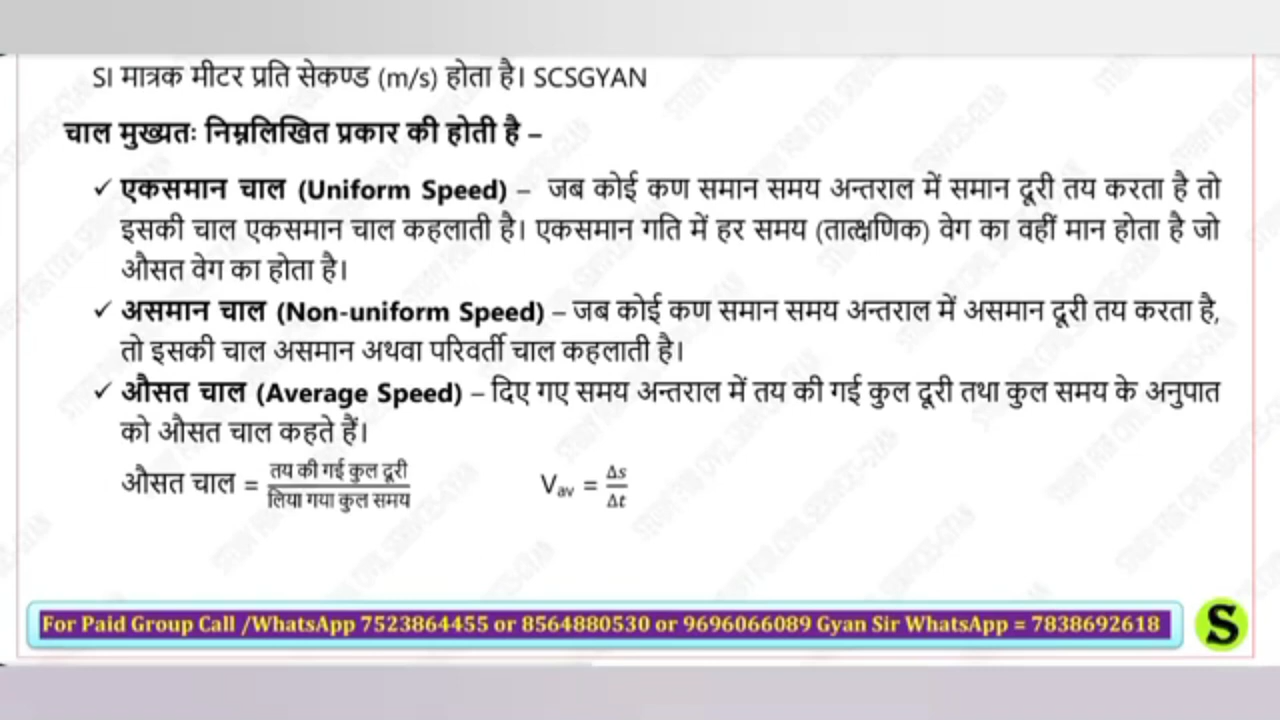 SI मात्रक मीटर प्रति सेकण्ड (m/s) होता है। SCSGYAN
चाल मुख्यतः निम्नलिखित प्रकार की होती है –
✓ एकसमान चाल (Uniform Speed) – जब कोई कण समान समय अन्तराल में समान दूरी तय करता है तो
इसकी चाल एकसमान चाल कहलाती है। एकसमान गति में हर समय (तात्क्षणिक) वेग का वहीं मान होता है जो
औसत वेग का होता है।
✓ असमान चाल (Non-uniform Speed) – जब कोई कण समान समय अन्तराल में असमान दूरी तय करता है,
तो इसकी चाल असमान अथवा परिवर्ती चाल कहलाती है।
✓ औसत चाल (Average Speed) – दिए गए समय अन्तराल में तय की गई कुल दूरी तथा कुल समय के अनुपात
को औसत चाल कहते हैं।
औसत चाल = तय की गई कुल दूरी / लिया गया कुल समय V_av = Δs / Δt
For Paid Group Call /WhatsApp 7523864455 or 8564880530 or 9696066089 Gyan Sir WhatsApp = 7838692618
S